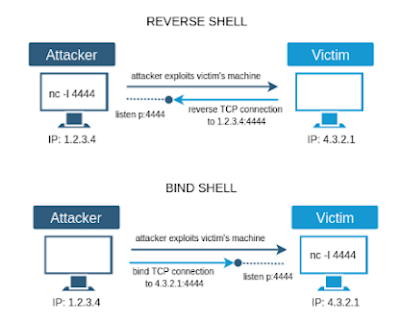 REVERSE SHELL
Attacker
Victim
attacker exploits victim's machine
nc -l 4444
listen p:4444
reverse TCP connection
to 1.2.3.4:4444
IP: 1.2.3.4
IP: 4.3.2.1
BIND SHELL
Attacker
Victim
attacker exploits victim's machine
nc -l 4444
bind TCP connection
to 4.3.2.1:4444
listen p:4444
IP: 1.2.3.4
IP: 4.3.2.1